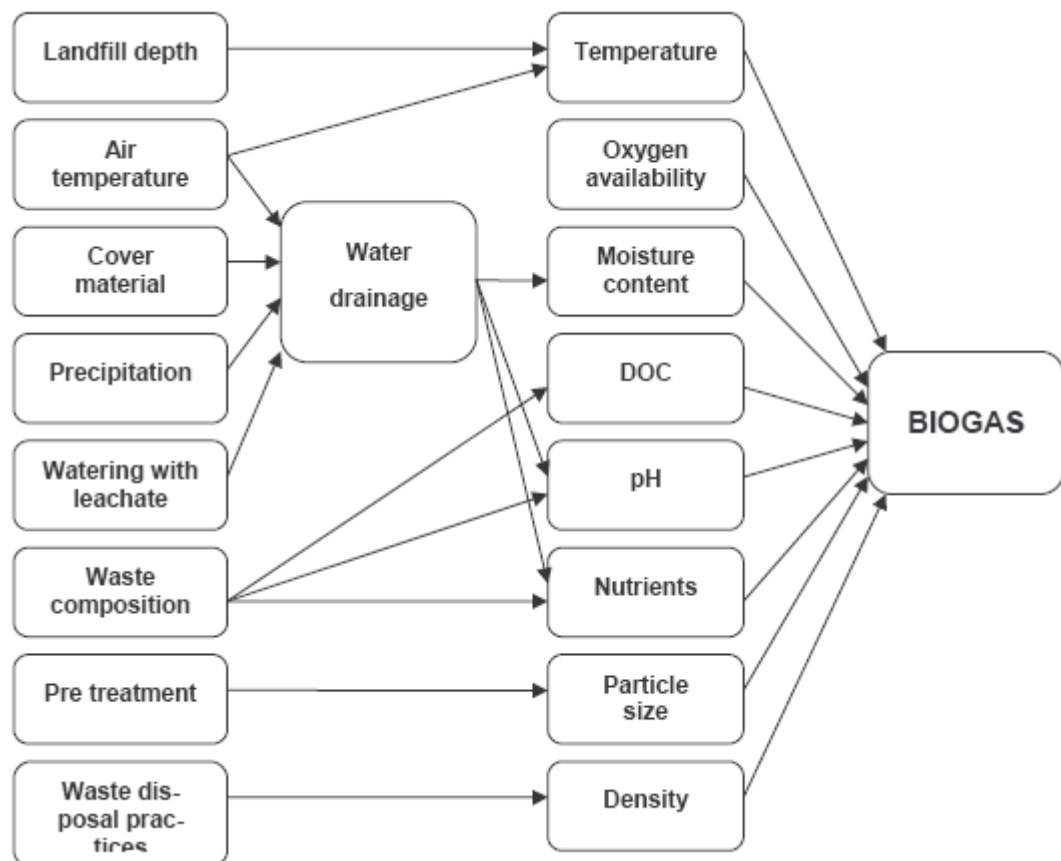 Landfill depth
Temperature
Air
temperature
Oxygen
availability
Cover
material
Water
drainage
Moisture
content
Precipitation
DOC
BIOGAS
Watering with
leachate
pH
Waste
composition
Nutrients
Pre treatment
Particle
size
Waste dis-
posal prac-
tices
Density